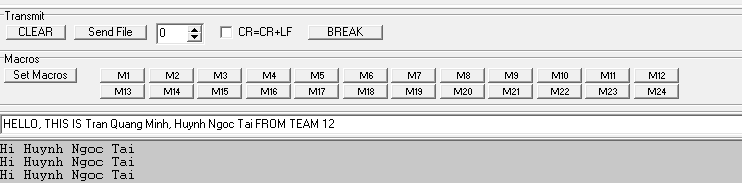 Transmit
CLEAR Send File 0 CR=CR+LF BREAK
Macros
Set Macros M1 M2 M3 M4 M5 M6 M7 M8 M9 M10 M11 M12
M13 M14 M15 M16 M17 M18 M19 M20 M21 M22 M23 M24
HELLO, THIS IS Tran Quang Minh, Huynh Ngoc Tai FROM TEAM 12
Hi Huynh Ngoc Tai
Hi Huynh Ngoc Tai
Hi Huynh Ngoc Tai